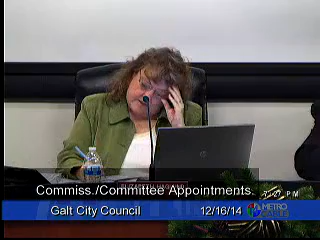 Commiss./Committee Appointments.
Galt City Council 12/16/14
METRO